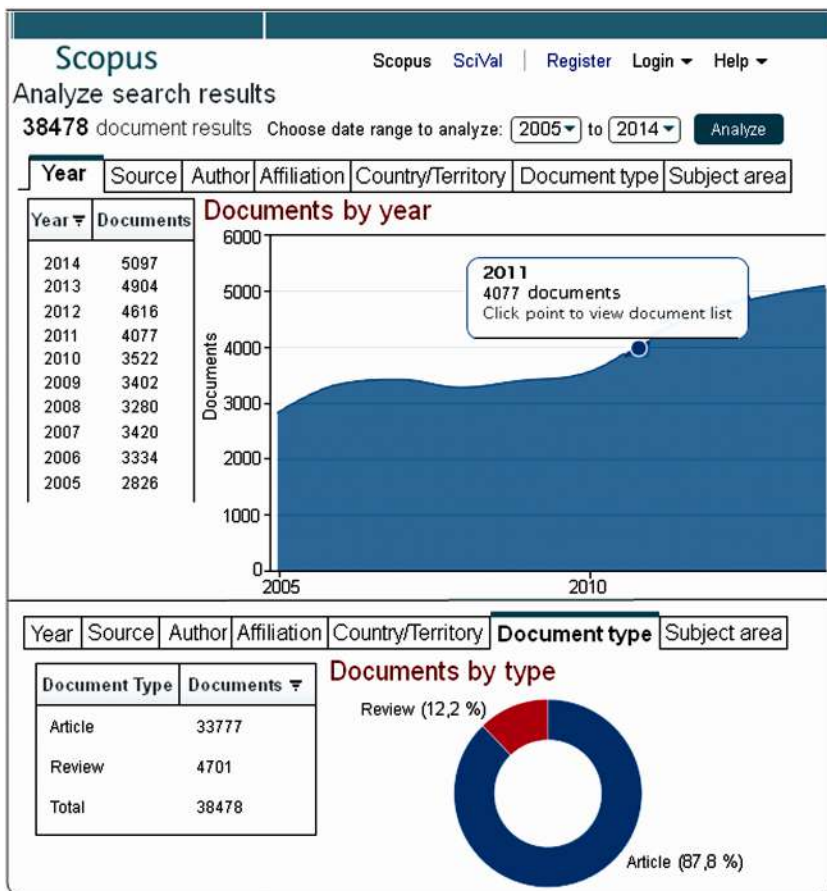 Scopus
Scopus SciVal | Register Login Help
Analyze search results
38478 document results Choose date range to analyze: 2005 to 2014 Analyze
Year Source Author Affiliation Country/Territory Document type Subject area
Year Documents
2014 5097
2013 4904
2012 4616
2011 4077
2010 3522
2009 3402
2008 3280
2007 3420
2006 3334
2005 2826
Documents by year
Documents
6000
5000
4000
3000
2000
1000
0
2005 2010
2011
4077 documents
Click point to view document list
Year Source Author Affiliation Country/Territory Document type Subject area
Document Type Documents
Article 33777
Review 4701
Total 38478
Documents by type
Review (12,2 %)
Article (87,8 %)